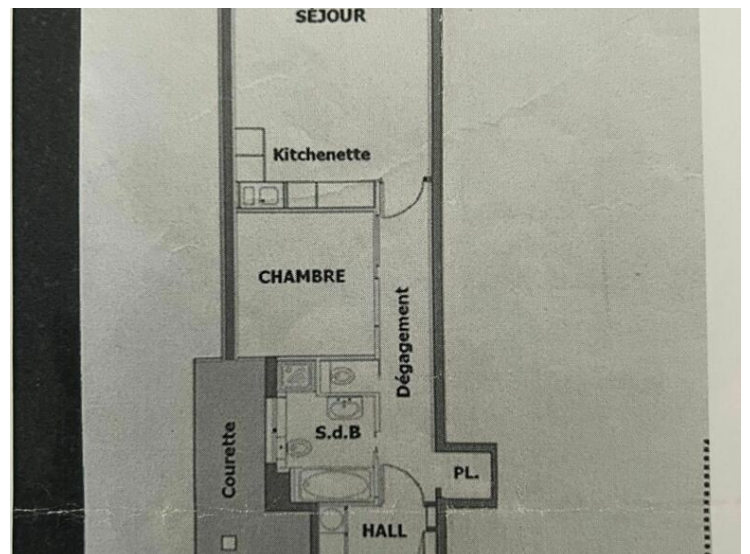 SÉJOUR
Kitchenette
CHAMBRE
Dégagement
S.d.B
Courette
PL.
HALL